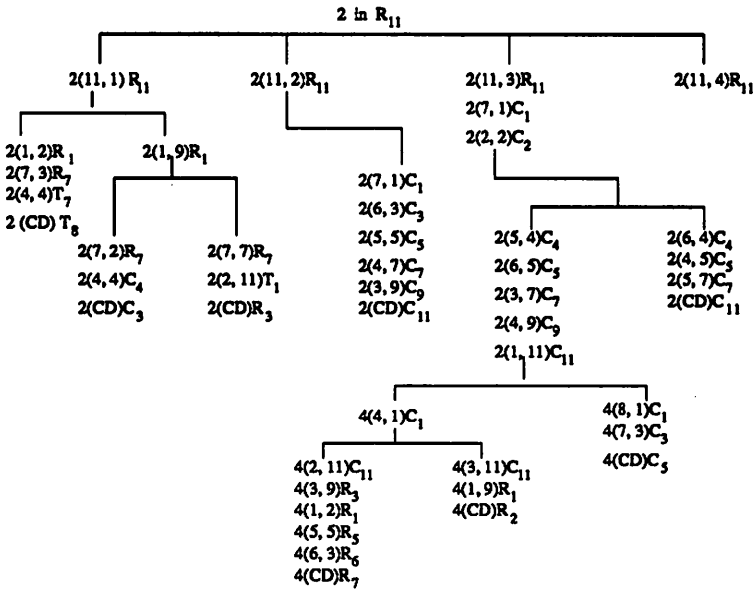 2 in R₁₁
2(11, 1) R₁₁
2(11, 2)R₁₁
2(11, 3)R₁₁
2(7, 1)C₁
2(2, 2)C₂
2(11, 4)R₁₁
2(1, 2)R₁
2(7, 3)R₇
2(4, 4)T₇
2 (CD) T₈
2(1, 9)R₁
2(7, 2)R₇
2(4, 4)C₄
2(CD)C₃
2(7, 7)R₇
2(2, 11)T₁
2(CD)R₃
2(7, 1)C₁
2(6, 3)C₃
2(5, 5)C₅
2(4, 7)C₇
2(3, 9)C₉
2(CD)C₁₁
2(5, 4)C₄
2(6, 5)C₅
2(3, 7)C₇
2(4, 9)C₉
2(1, 11)C₁₁
2(6, 4)C₄
2(4, 5)C₅
2(5, 7)C₇
2(CD)C₁₁
4(4, 1)C₁
4(8, 1)C₁
4(7, 3)C₃
4(CD)C₅
4(2, 11)C₁₁
4(3, 9)R₃
4(1, 2)R₁
4(5, 5)R₅
4(6, 3)R₆
4(CD)R₇
4(3, 11)C₁₁
4(1, 9)R₁
4(CD)R₂